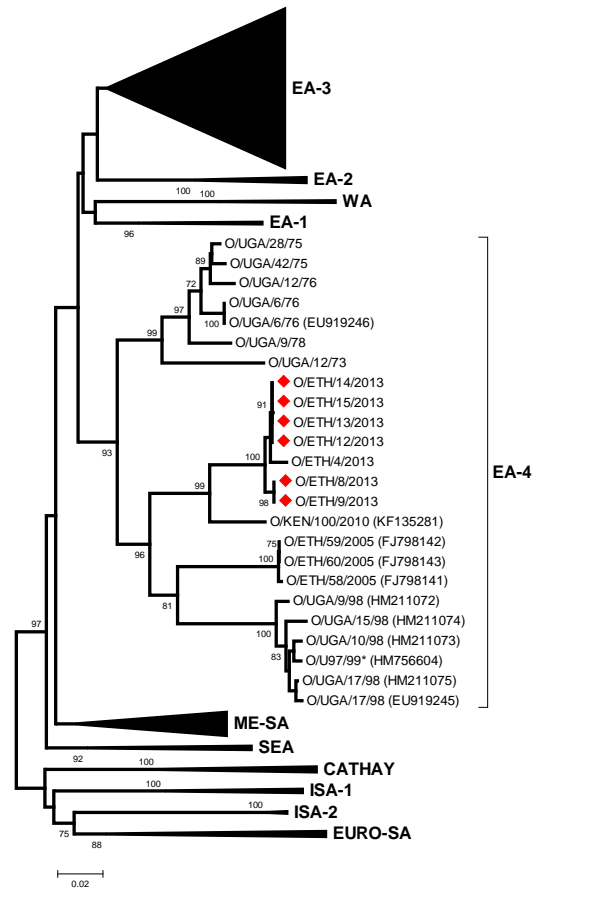 EA-3
EA-2
100 100
WA
EA-1
96
O/UGA/28/75
89
O/UGA/42/75
O/UGA/12/76
72
O/UGA/6/76
97
100
O/UGA/6/76 (EU919246)
99
O/UGA/9/78
O/UGA/12/73
O/ETH/14/2013
91
O/ETH/15/2013
O/ETH/13/2013
O/ETH/12/2013
93
100
O/ETH/4/2013
EA-4
O/ETH/8/2013
99
98
O/ETH/9/2013
O/KEN/100/2010 (KF135281)
75
O/ETH/59/2005 (FJ798142)
96
100
O/ETH/60/2005 (FJ798143)
O/ETH/58/2005 (FJ798141)
81
O/UGA/9/98 (HM211072)
O/UGA/15/98 (HM211074)
97
100
O/UGA/10/98 (HM211073)
83
O/U97/99* (HM756604)
O/UGA/17/98 (HM211075)
O/UGA/17/98 (EU919245)
ME-SA
SEA
92
100
CATHAY
100
ISA-1
100
ISA-2
75
EURO-SA
88
0.02